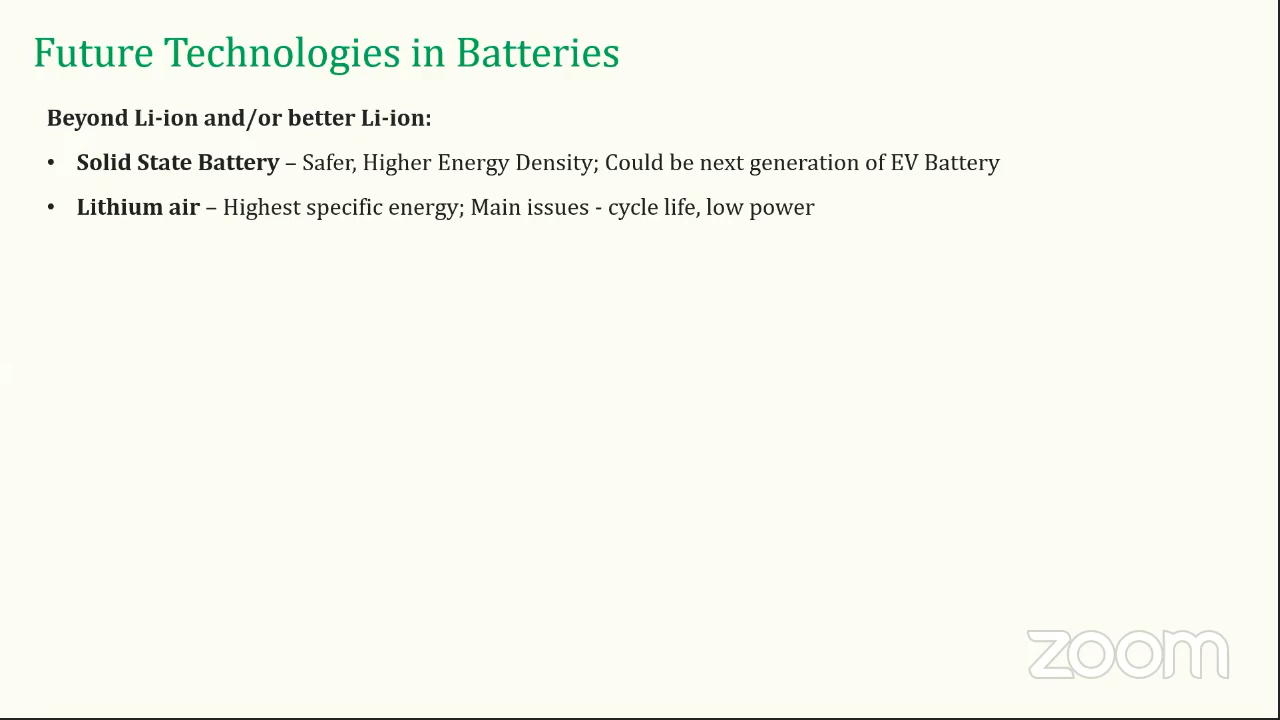 Future Technologies in Batteries
Beyond Li-ion and/or better Li-ion:
• Solid State Battery – Safer, Higher Energy Density; Could be next generation of EV Battery
• Lithium air – Highest specific energy; Main issues - cycle life, low power
zoom